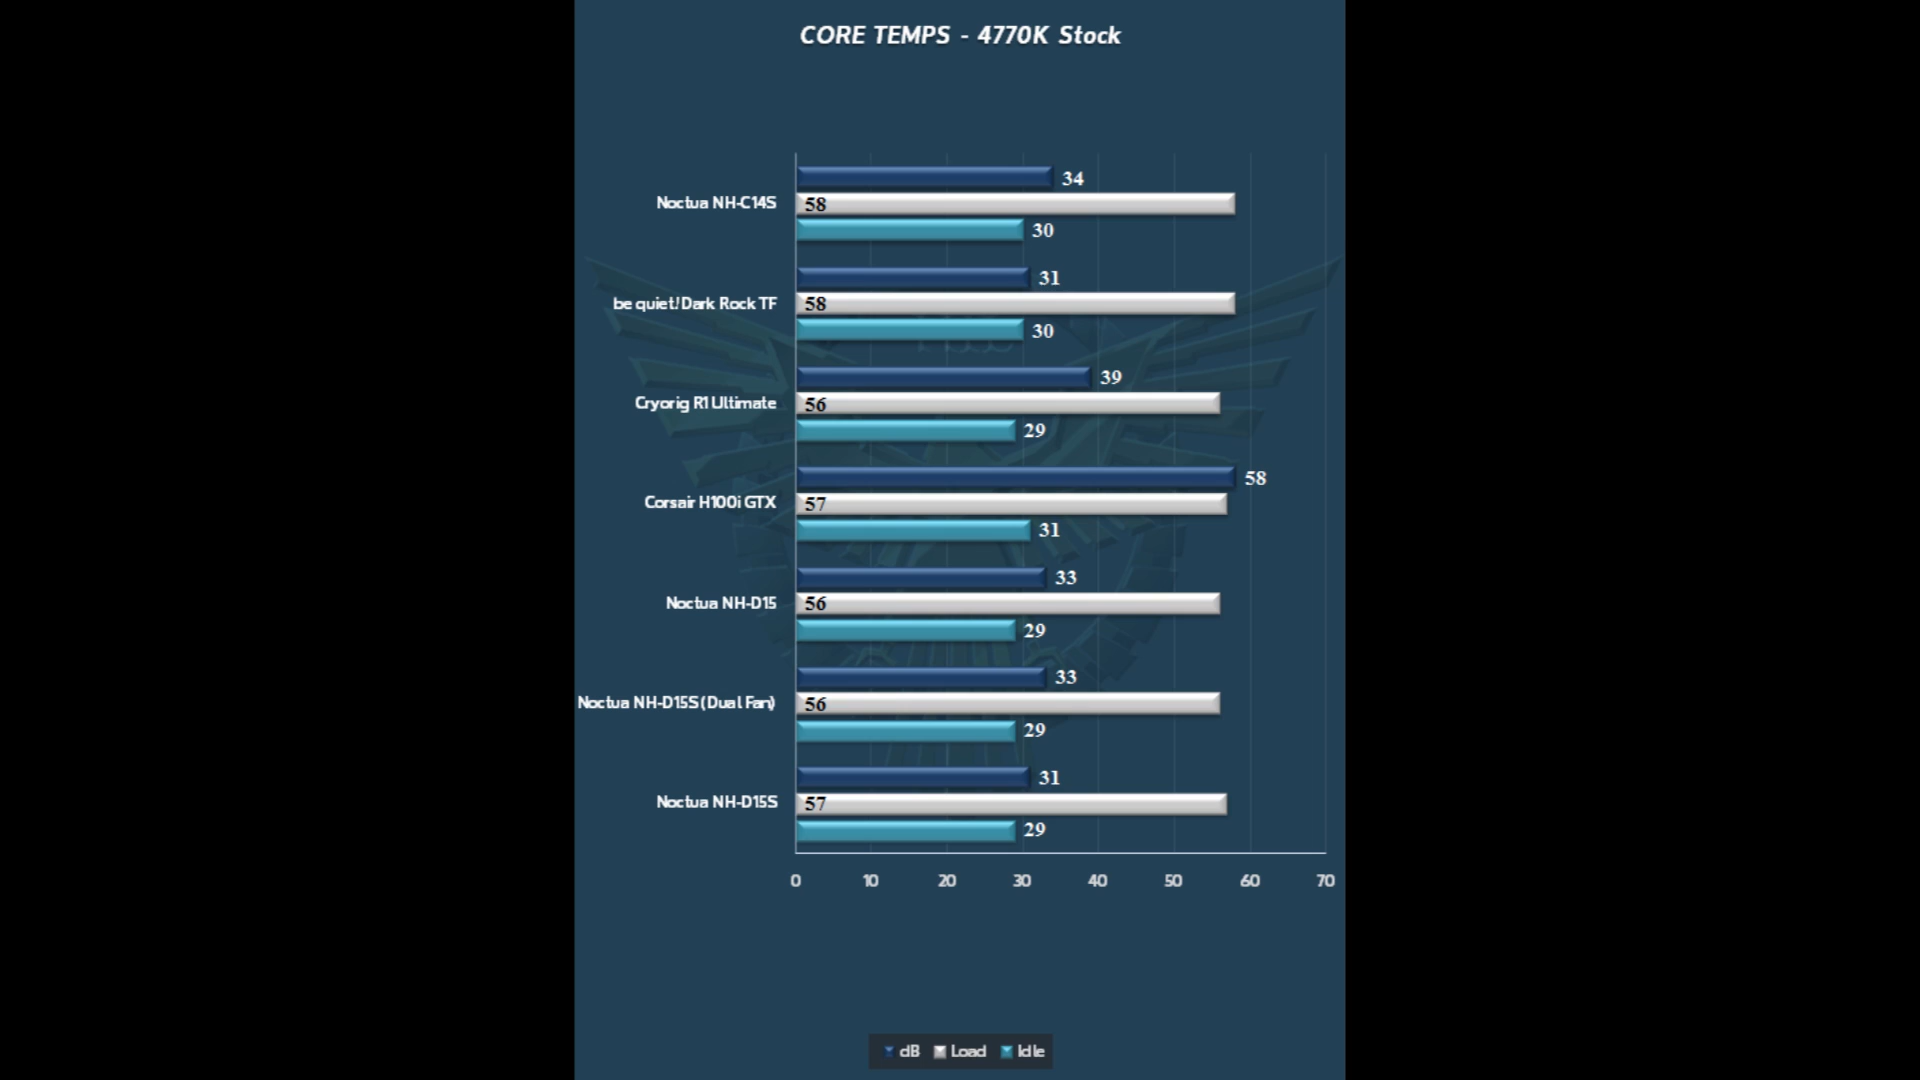 CORE TEMPS - 4770K Stock
Noctua NH-C14S
34
58
30
be quiet! Dark Rock TF
31
58
30
Cryorig R1 Ultimate
39
56
29
Corsair H100i GTX
58
57
31
Noctua NH-D15
33
56
29
Noctua NH-D15S (Dual Fan)
33
56
29
Noctua NH-D15S
31
57
29
0 10 20 30 40 50 60 70
dB Load Idle